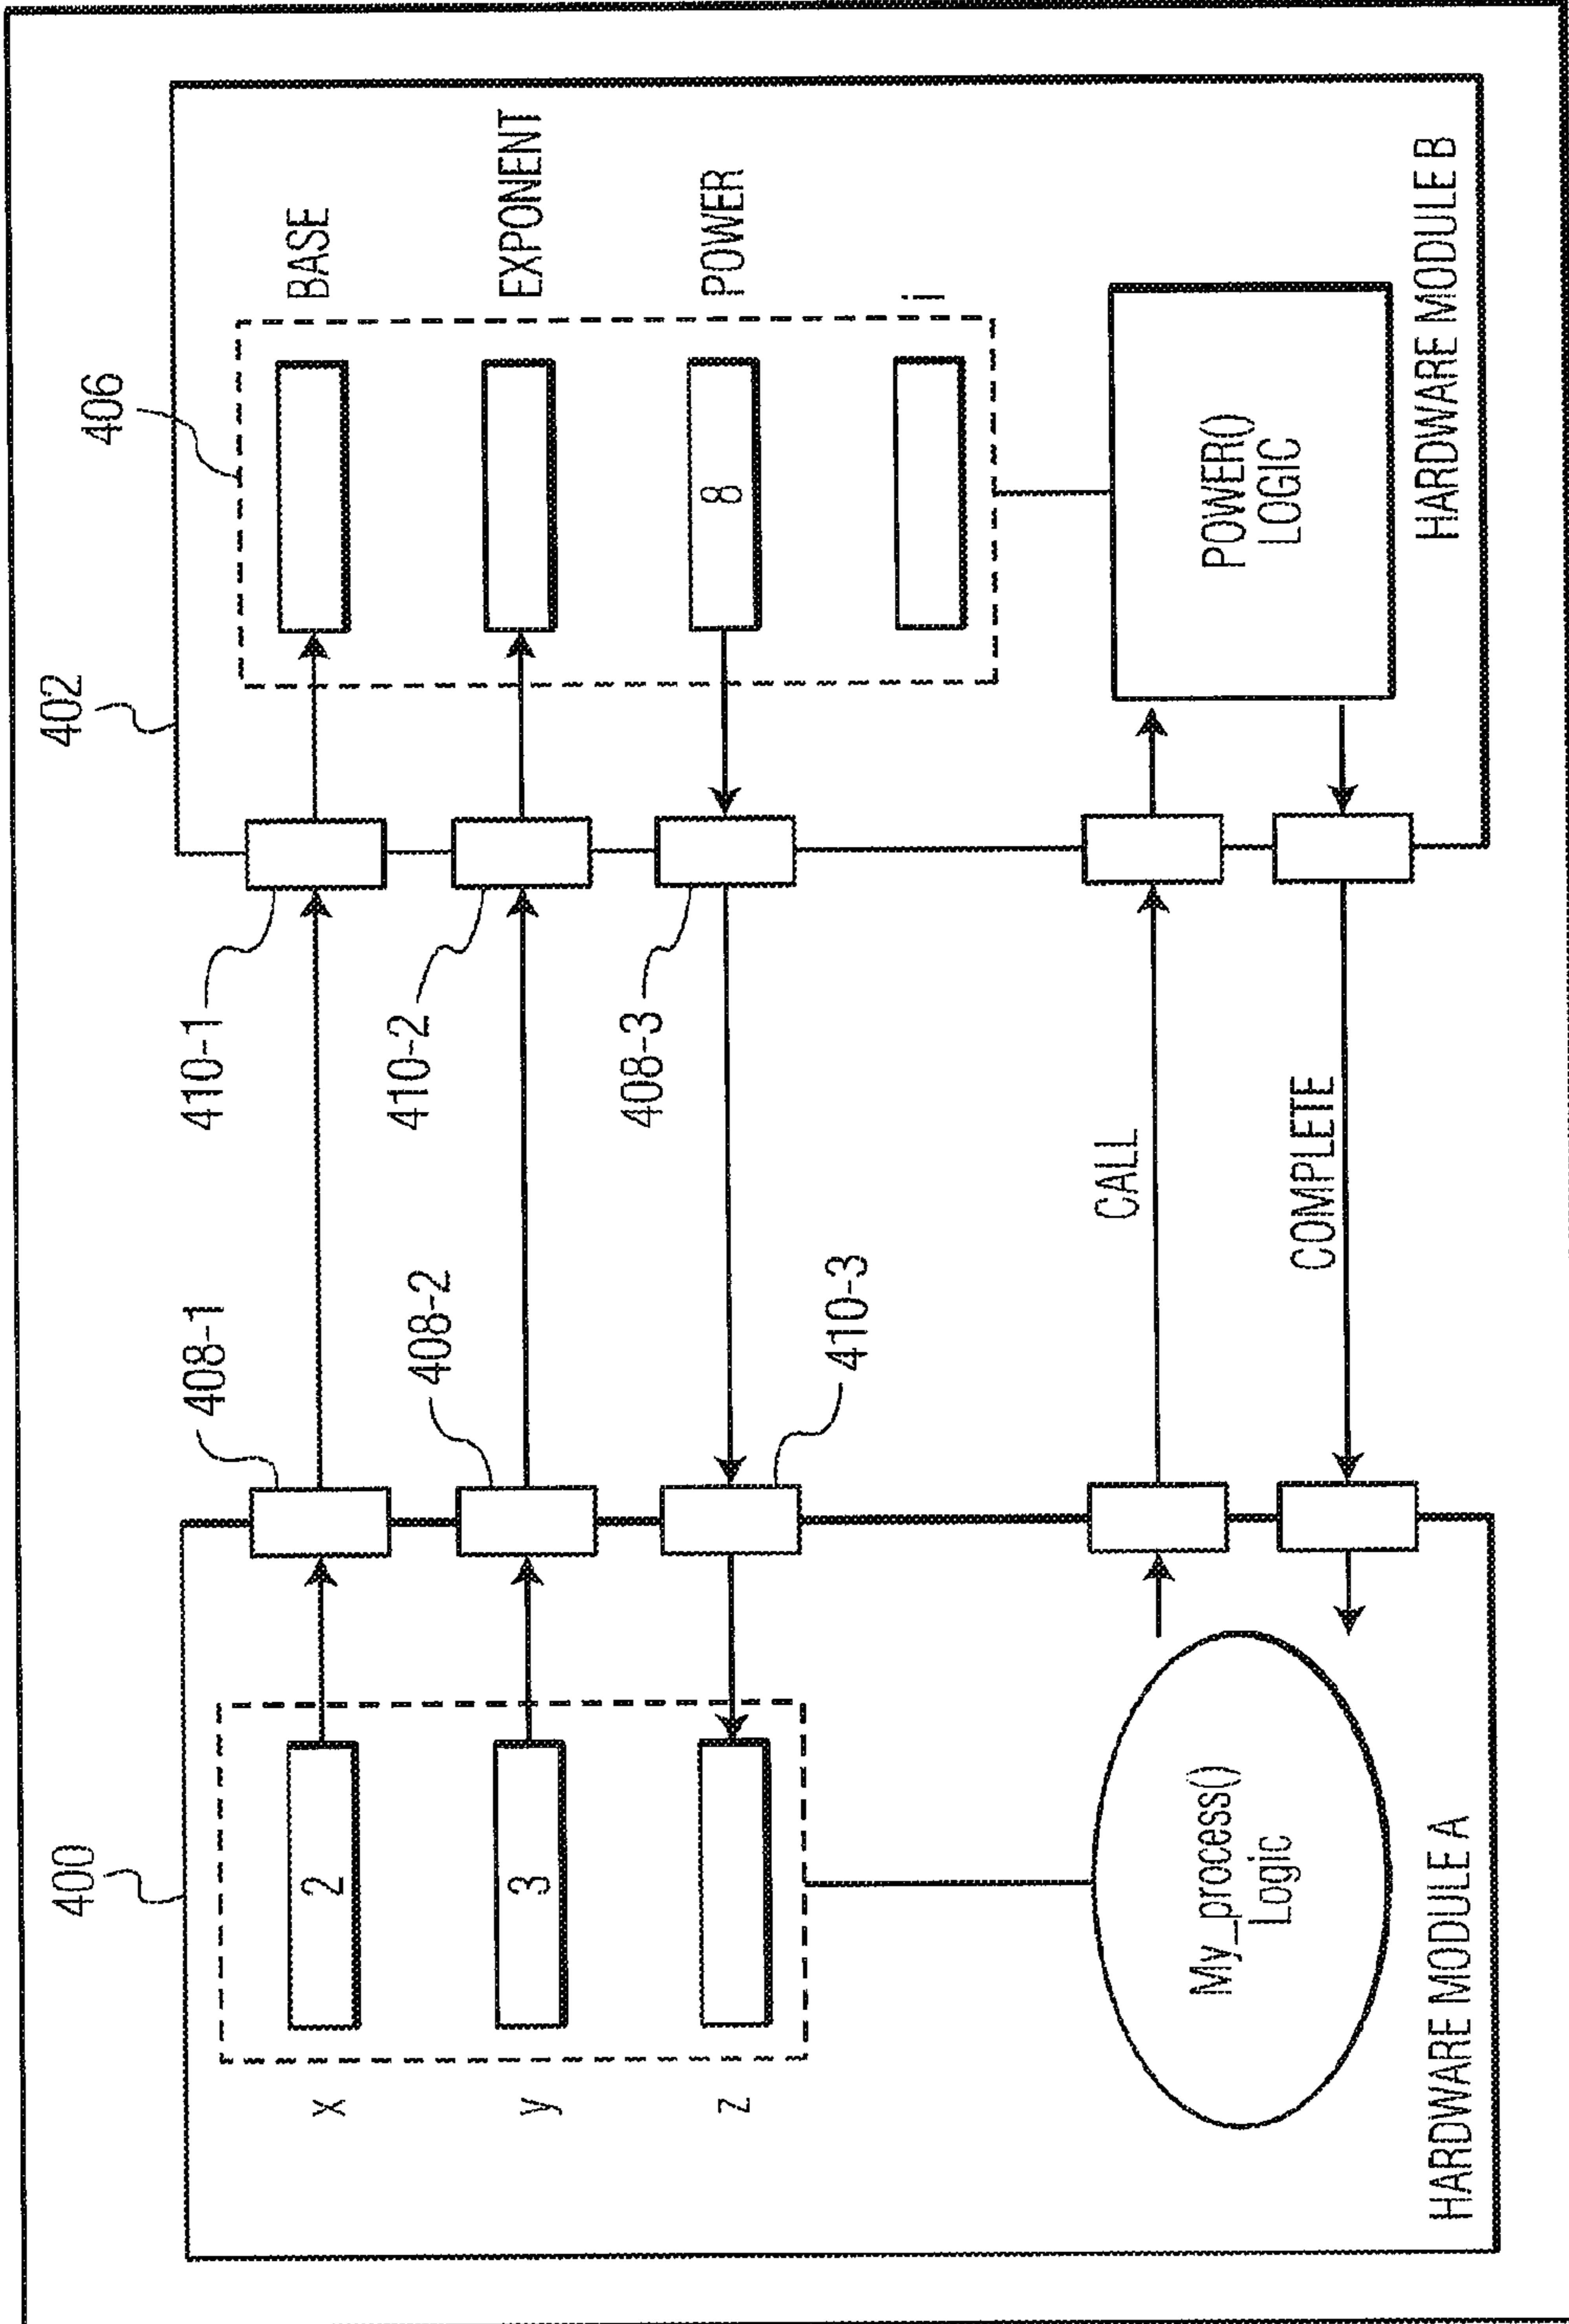 400
402
406
408-1
410-1
x
2
BASE
408-2
410-2
y
3
EXPONENT
410-3
408-3
z
8
POWER
i
CALL
COMPLETE
My_process()
Logic
POWER()
LOGIC
HARDWARE MODULE A
HARDWARE MODULE B